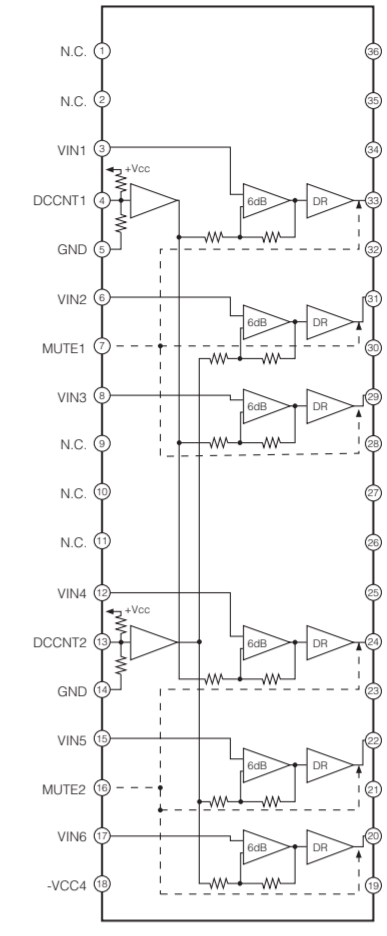 N.C. 1 36
N.C. 2 35
VIN1 3 34
+Vcc
DCCNT1 4 6dB DR 33
GND 5 32
VIN2 6 31
6dB DR
MUTE1 7 30
VIN3 8 29
6dB DR
N.C. 9 28
N.C. 10 27
N.C. 11 26
VIN4 12 25
+Vcc
DCCNT2 13 6dB DR 24
GND 14 23
VIN5 15 22
6dB DR
MUTE2 16 21
VIN6 17 20
6dB DR
-VCC4 18 19